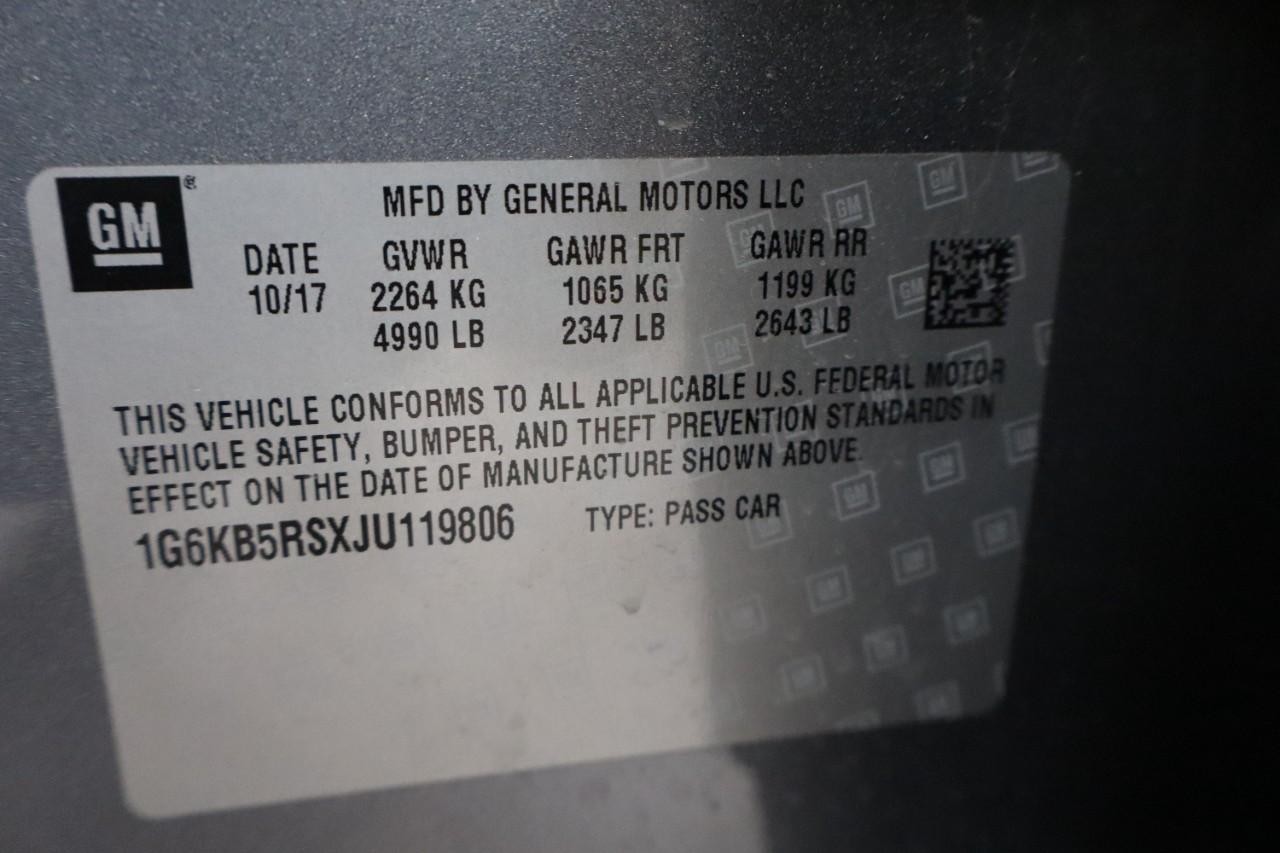 GM®
MFD BY GENERAL MOTORS LLC
DATE GVWR GAWR FRT GAWR RR
10/17 2264 KG 1065 KG 1199 KG
4990 LB 2347 LB 2643 LB
THIS VEHICLE CONFORMS TO ALL APPLICABLE U.S. FEDERAL MOTOR
VEHICLE SAFETY, BUMPER, AND THEFT PREVENTION STANDARDS IN
EFFECT ON THE DATE OF MANUFACTURE SHOWN ABOVE.
1G6KB5RSXJU119806 TYPE: PASS CAR